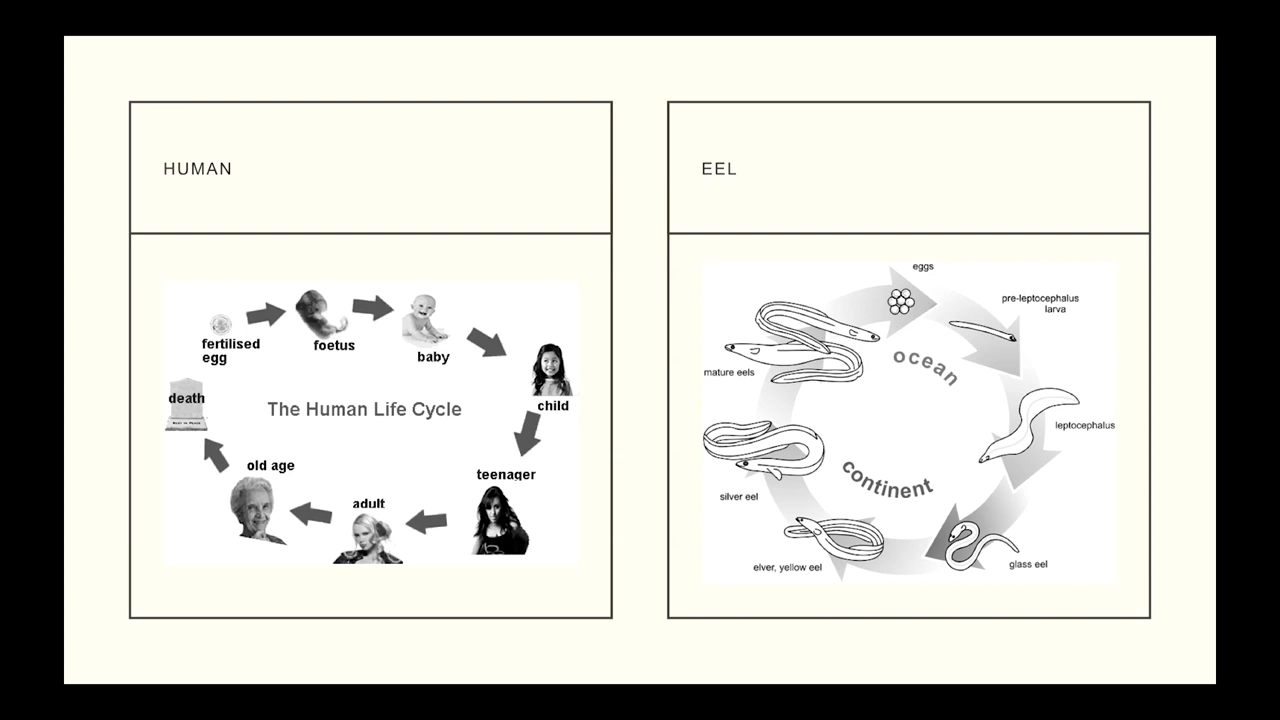 HUMAN
fertilised
egg
foetus
baby
child
teenager
adult
old age
death
The Human Life Cycle
EEL
eggs
pre-leptocephalus
larva
leptocephalus
glass eel
elver, yellow eel
silver eel
mature eels
ocean
continent